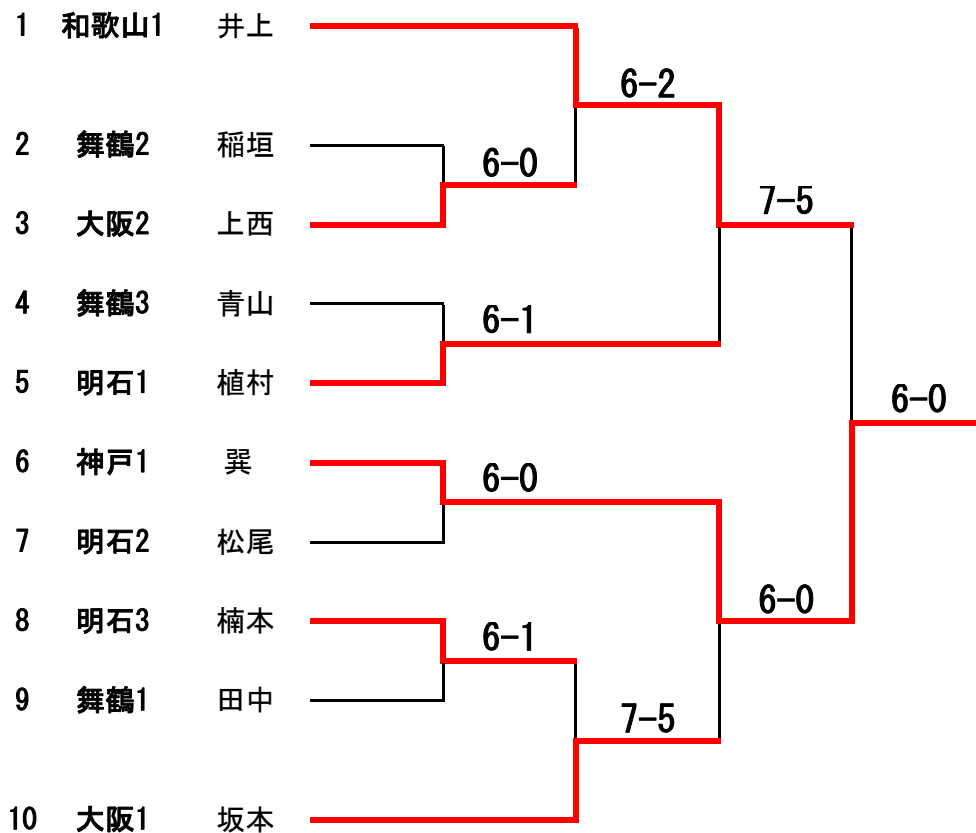 1 和歌山1 井上
6-2
2 舞鶴2 稲垣
6-0
3 大阪2 上西
7-5
4 舞鶴3 青山
6-1
5 明石1 植村
6-0
6 神戸1 巽
6-0
7 明石2 松尾
6-0
8 明石3 楠本
6-1
9 舞鶴1 田中
7-5
10 大阪1 坂本